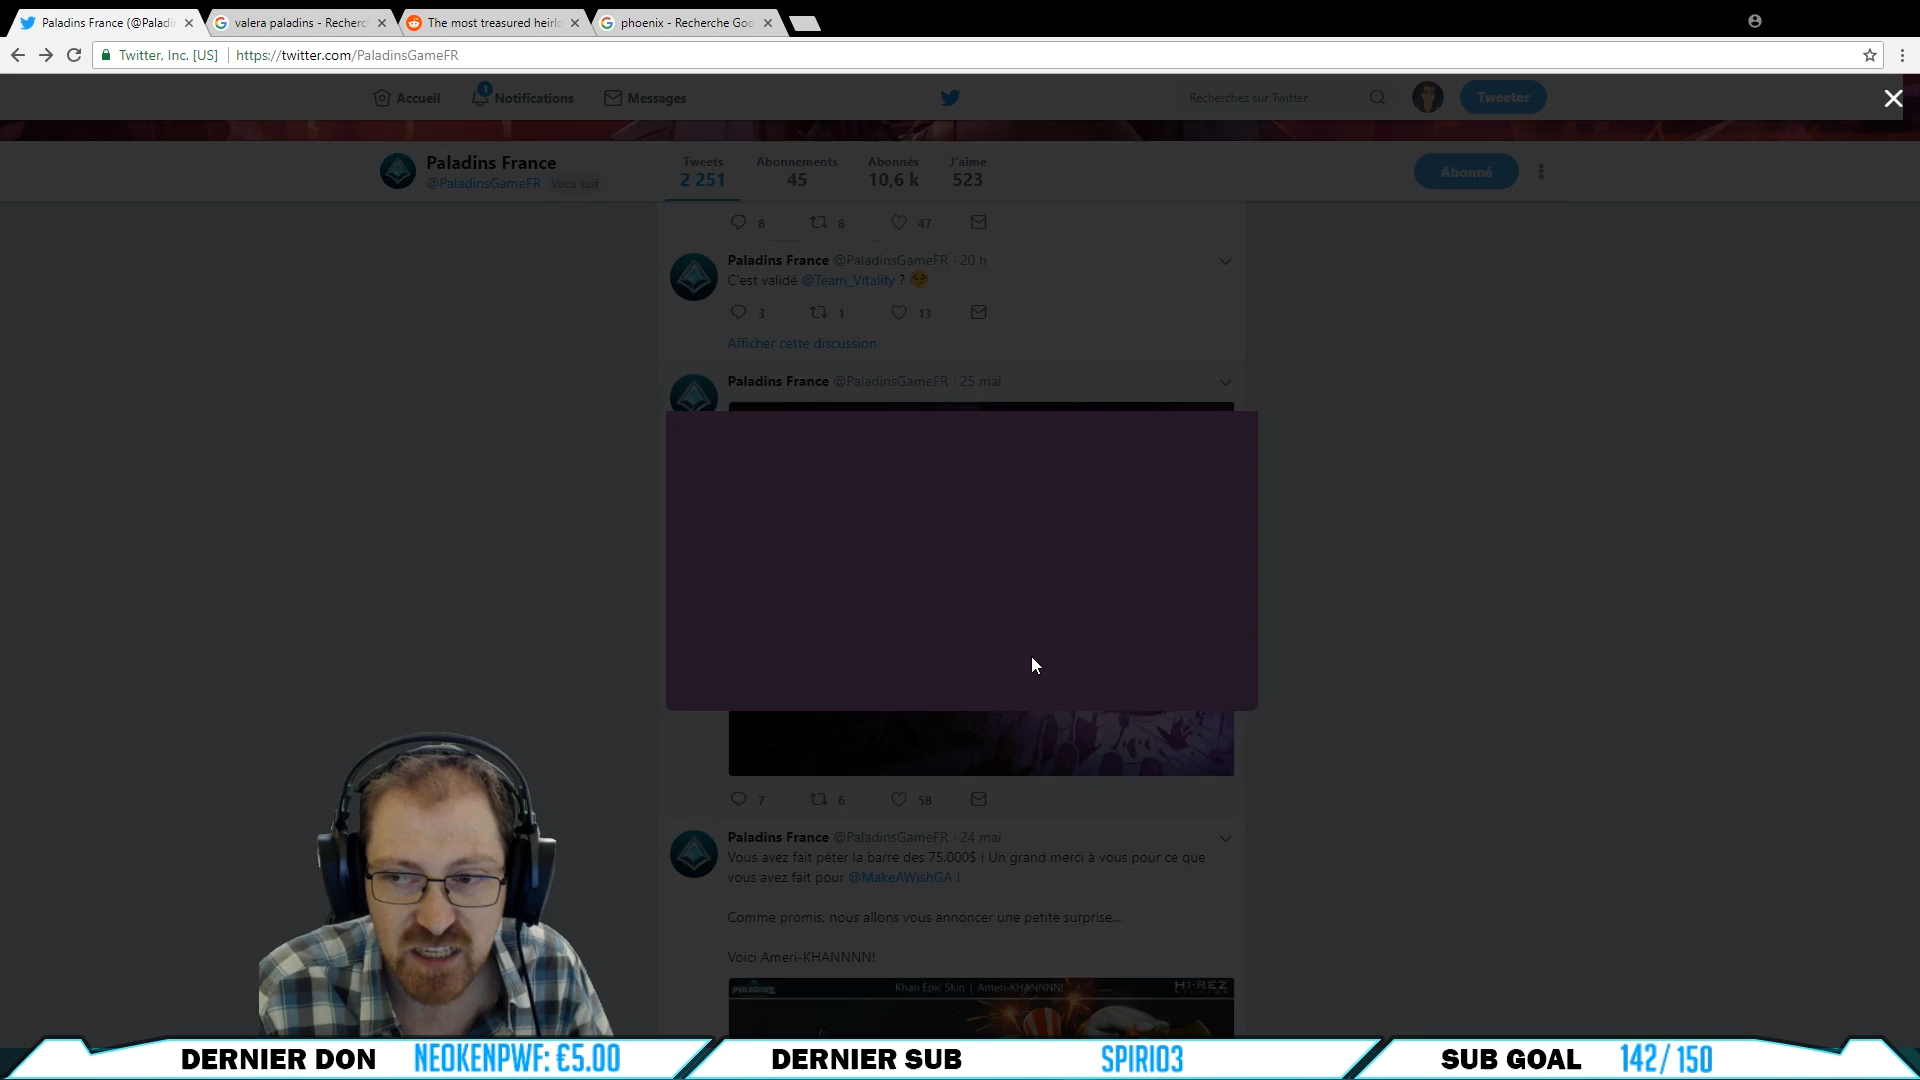 Paladins France (@Paladi
valera paladins - Recherc
The most treasured heirlo
phoenix - Recherche Goo
Twitter, Inc. [US]
https://twitter.com/PaladinsGameFR
Accueil
1
Notifications
Messages
Recherchez sur Twitter
Tweeter
Paladins France
@PaladinsGameFR Vous suit
Tweets
2 251
Abonnements
45
Abonnés
10,6 k
J'aime
523
Abonné
8 8 47
Paladins France @PaladinsGameFR · 20 h
C'est validé @Team_Vitality ?
3 1 13
Afficher cette discussion
Paladins France @PaladinsGameFR · 25 mai
7 6 58
Paladins France @PaladinsGameFR · 24 mai
Vous avez fait péter la barre des 75.000$ ! Un grand merci à vous pour ce que
vous avez fait pour @MakeAWishGA !
Comme promis, nous allons vous annoncer une petite surprise...
Voici Ameri-KHANNNN!
PALADINS
Khan Epic Skin | Ameri-KHANNNN!
HI-REZ
DERNIER DON NEOKENPWF: €5.00
DERNIER SUB SPIRIO3
SUB GOAL 142/ 150